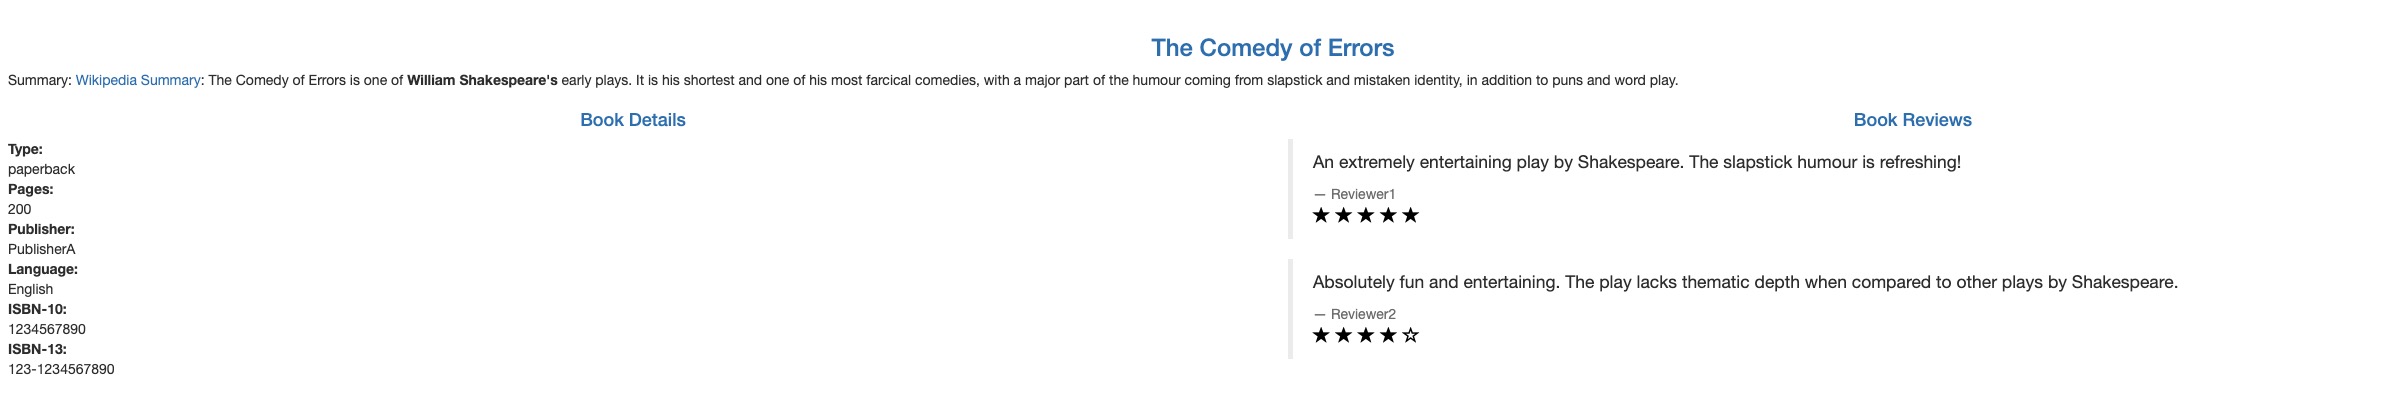 The Comedy of Errors
Summary: Wikipedia Summary: The Comedy of Errors is one of William Shakespeare's early plays. It is his shortest and one of his most farcical comedies, with a major part of the humour coming from slapstick and mistaken identity, in addition to puns and word play.
Book Details
Type:
paperback
Pages:
200
Publisher:
PublisherA
Language:
English
ISBN-10:
1234567890
ISBN-13:
123-1234567890
Book Reviews
An extremely entertaining play by Shakespeare. The slapstick humour is refreshing!
— Reviewer1
★★★★★
Absolutely fun and entertaining. The play lacks thematic depth when compared to other plays by Shakespeare.
— Reviewer2
★★★★☆